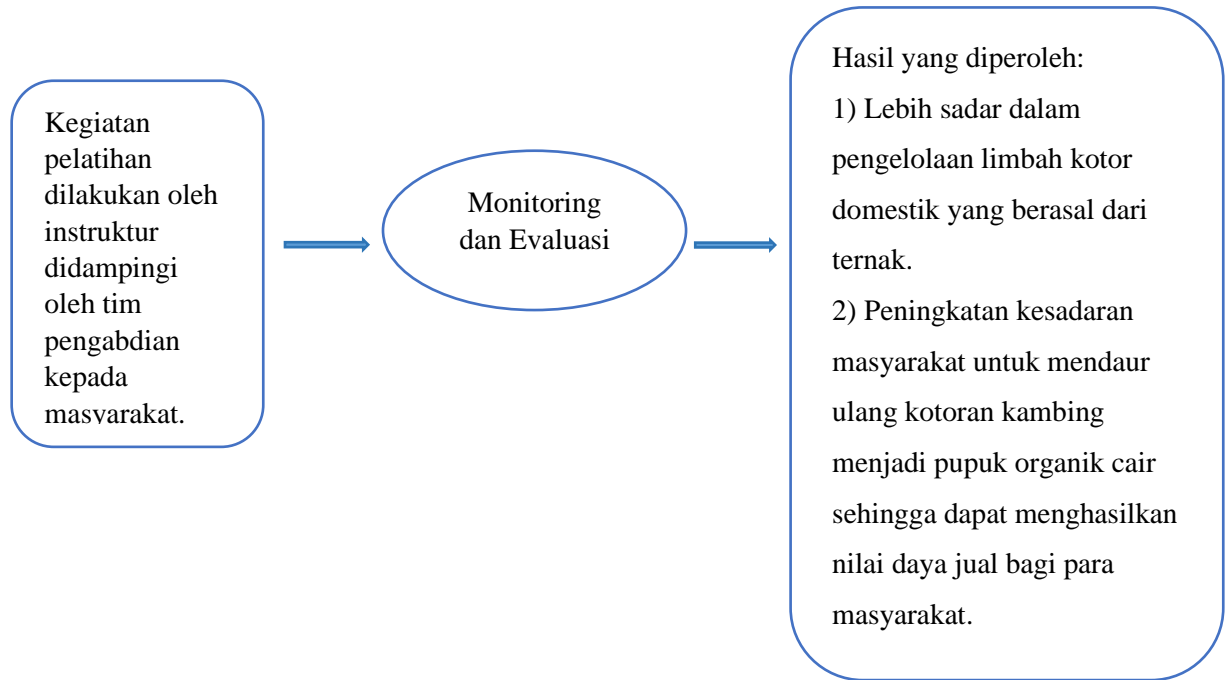 Kegiatan
pelatihan
dilakukan oleh
instruktur
didampingi
oleh tim
pengabdian
kepada
masyarakat.
Monitoring
dan Evaluasi
Hasil yang diperoleh:
1) Lebih sadar dalam
pengelolaan limbah kotor
domestik yang berasal dari
ternak.
2) Peningkatan kesadaran
masyarakat untuk mendaur
ulang kotoran kambing
menjadi pupuk organik cair
sehingga dapat menghasilkan
nilai daya jual bagi para
masyarakat.